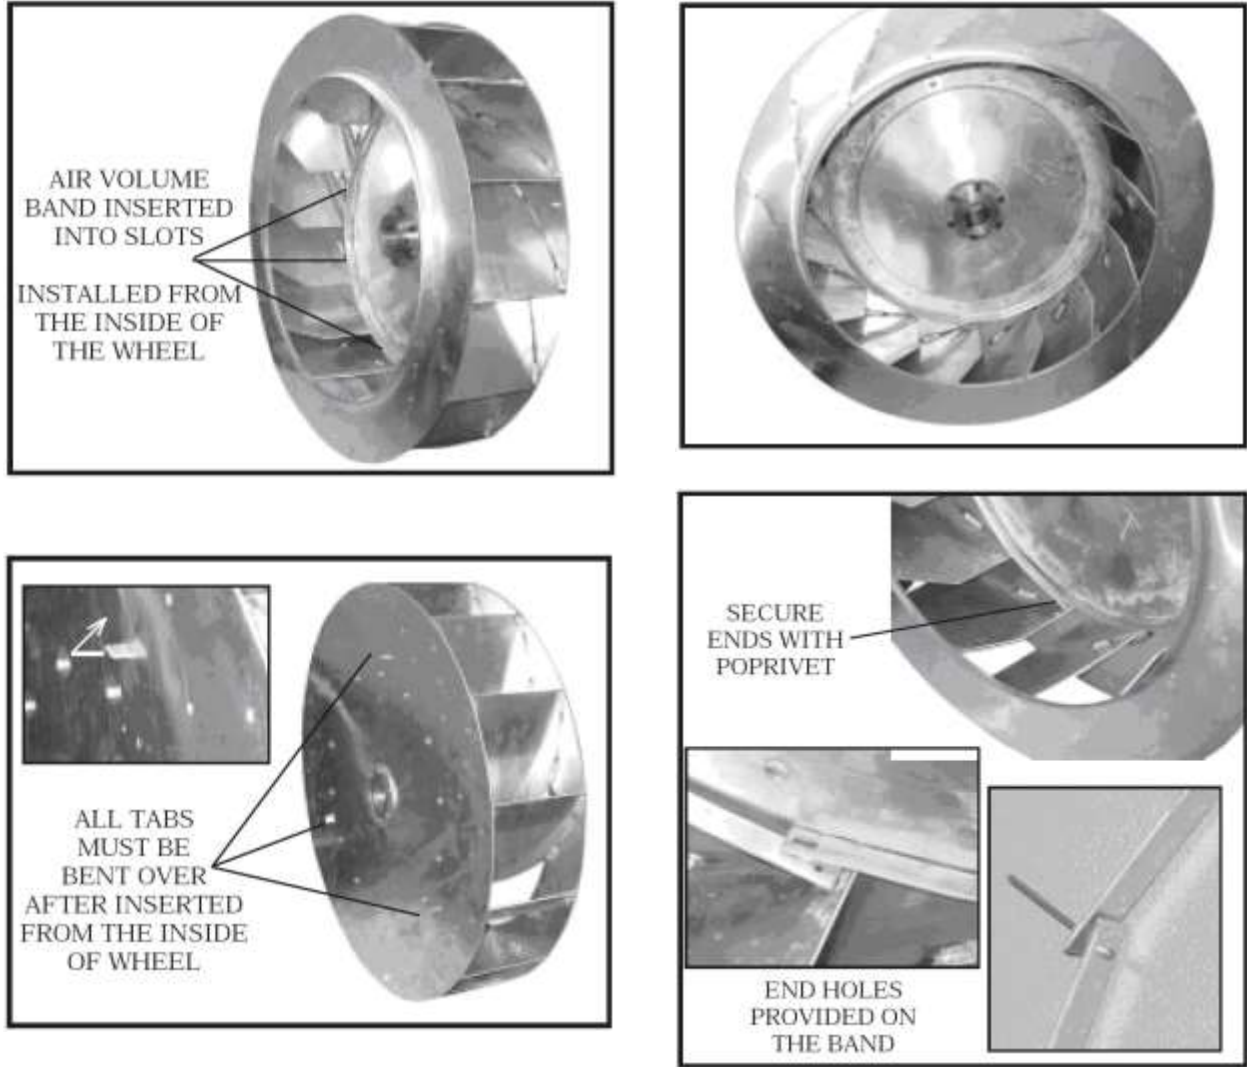 AIR VOLUME
BAND INSERTED
INTO SLOTS
INSTALLED FROM
THE INSIDE OF
THE WHEEL
ALL TABS
MUST BE
BENT OVER
AFTER INSERTED
FROM THE INSIDE
OF WHEEL
SECURE
ENDS WITH
POPRIVET
END HOLES
PROVIDED ON
THE BAND